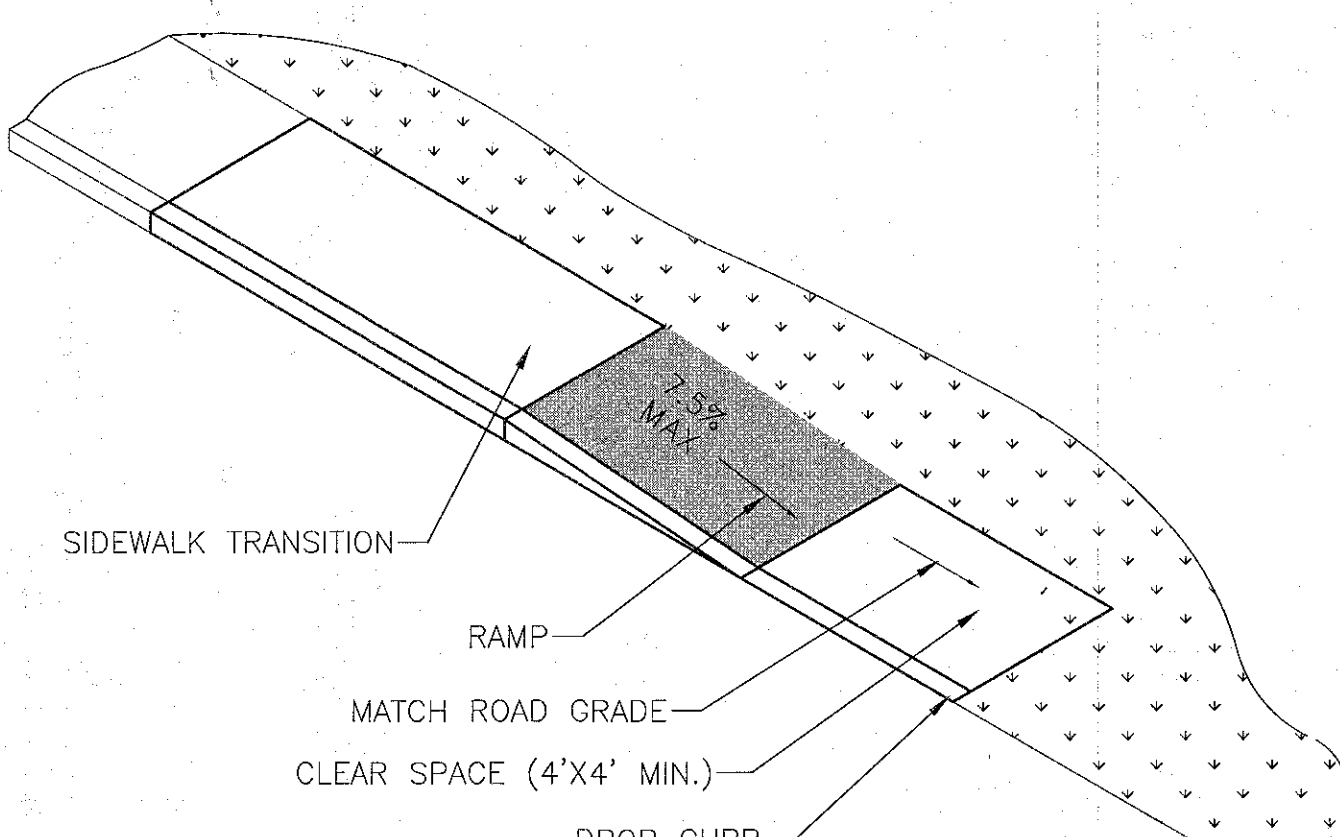 7.5%
MAX
SIDEWALK TRANSITION
RAMP
MATCH ROAD GRADE
CLEAR SPACE (4'X4' MIN.)
DROP CURB